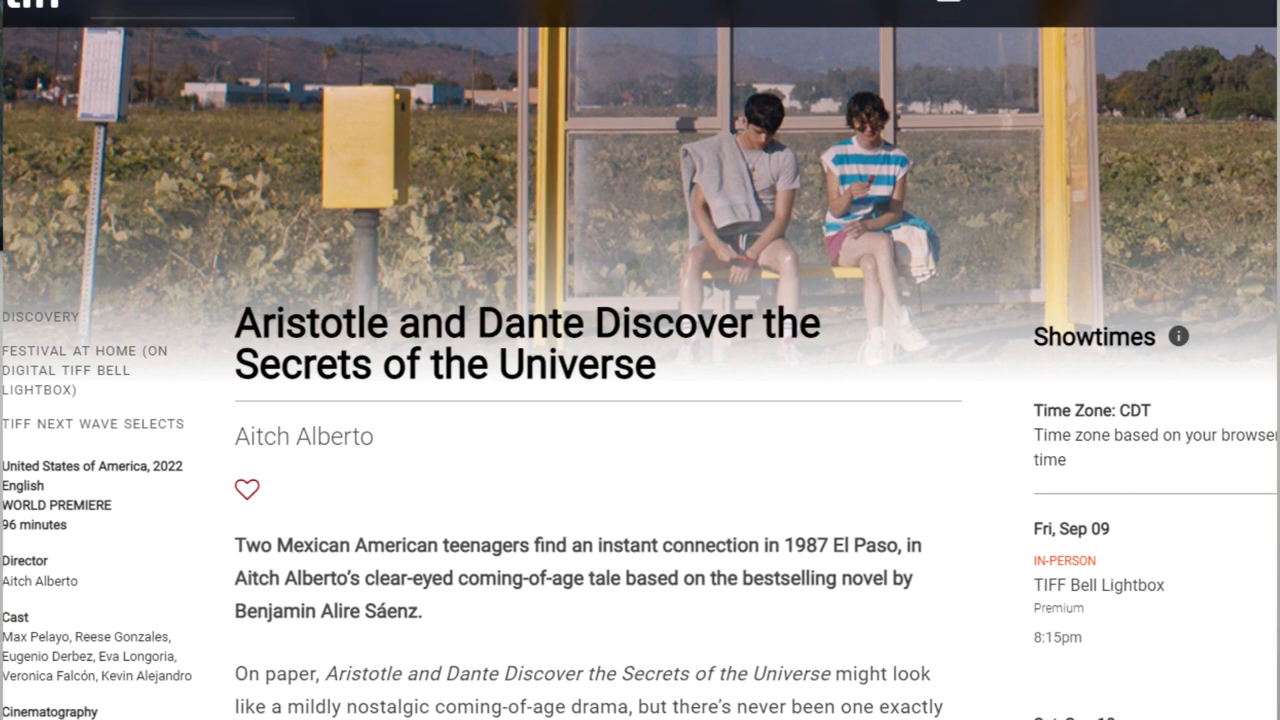 tiff
DISCOVERY
FESTIVAL AT HOME (ON
DIGITAL TIFF BELL
LIGHTBOX)
TIFF NEXT WAVE SELECTS
United States of America, 2022
English
WORLD PREMIERE
96 minutes
Director
Aitch Alberto
Cast
Max Pelayo, Reese Gonzales,
Eugenio Derbez, Eva Longoria,
Veronica Falcón, Kevin Alejandro
Cinematography
Aristotle and Dante Discover the
Secrets of the Universe
Aitch Alberto
Two Mexican American teenagers find an instant connection in 1987 El Paso, in
Aitch Alberto's clear-eyed coming-of-age tale based on the bestselling novel by
Benjamin Alire Sáenz.
On paper, Aristotle and Dante Discover the Secrets of the Universe might look
like a mildly nostalgic coming-of-age drama, but there's never been one exactly
Showtimes
Time Zone: CDT
Time zone based on your browser
time
Fri, Sep 09
IN-PERSON
TIFF Bell Lightbox
Premium
8:15pm